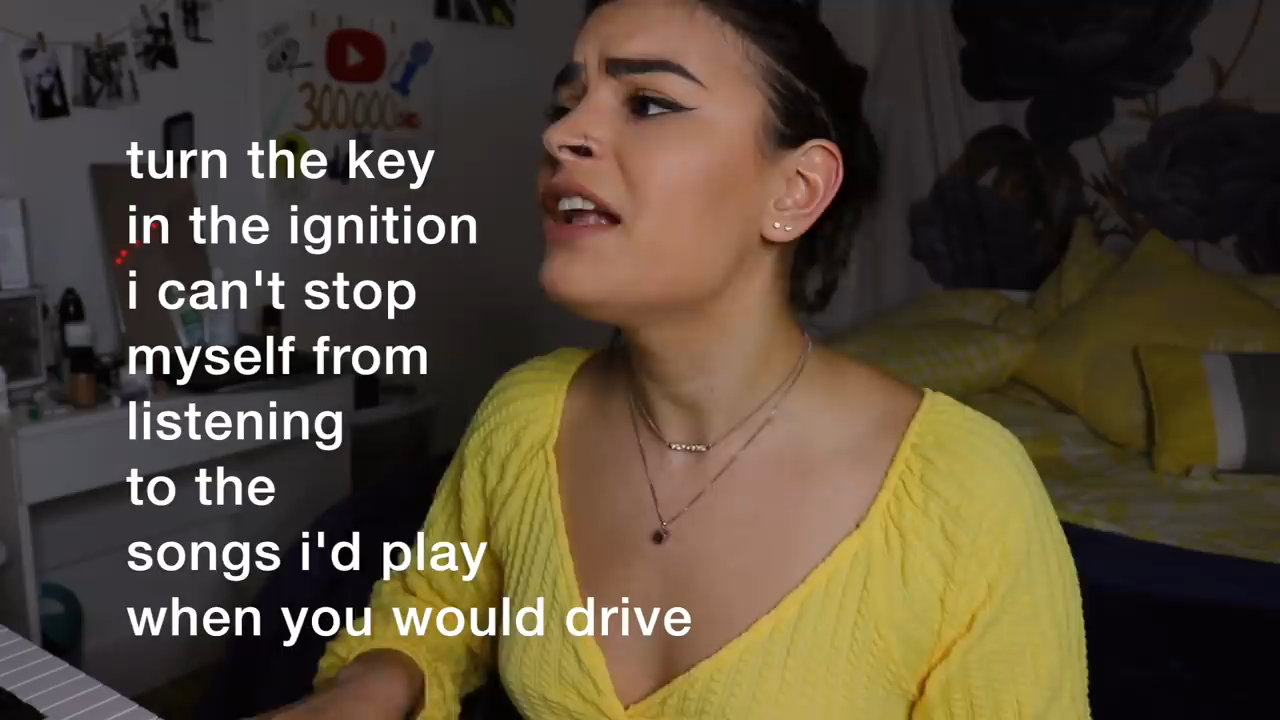 300000
turn the key
in the ignition
i can't stop
myself from
listening
to the
songs i'd play
when you would drive